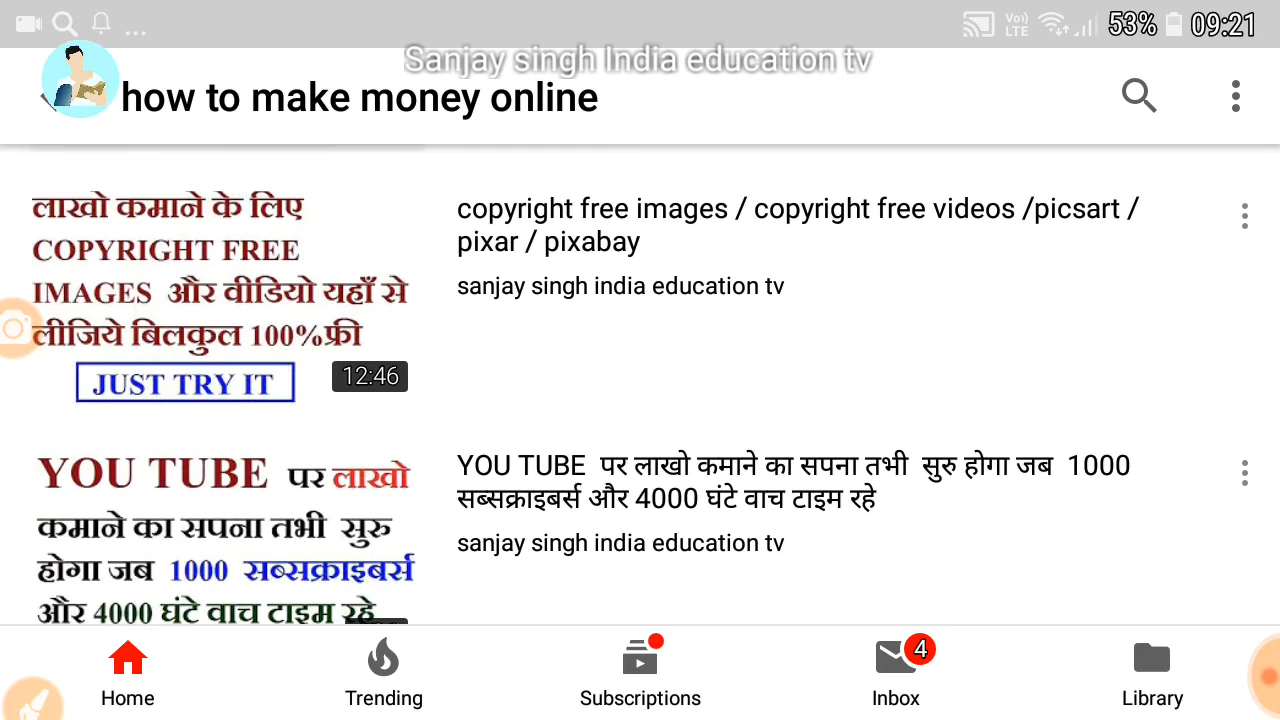 ... Vo)) LTE 53% 09:21
Sanjay singh India education tv
how to make money online
लाखो कमाने के लिए
COPYRIGHT FREE
IMAGES और वीडियो यहाँ से
लीजिये बिलकुल 100%फ्री
JUST TRY IT
12:46
copyright free images / copyright free videos /picsart /
pixar / pixabay
sanjay singh india education tv
YOU TUBE पर लाखो
कमाने का सपना तभी सुरु
होगा जब 1000 सब्सक्राइबर्स
और 4000 घंटे वाच टाइम रहे
YOU TUBE पर लाखो कमाने का सपना तभी सुरु होगा जब 1000
सब्सक्राइबर्स और 4000 घंटे वाच टाइम रहे
sanjay singh india education tv
4
Home Trending Subscriptions Inbox Library